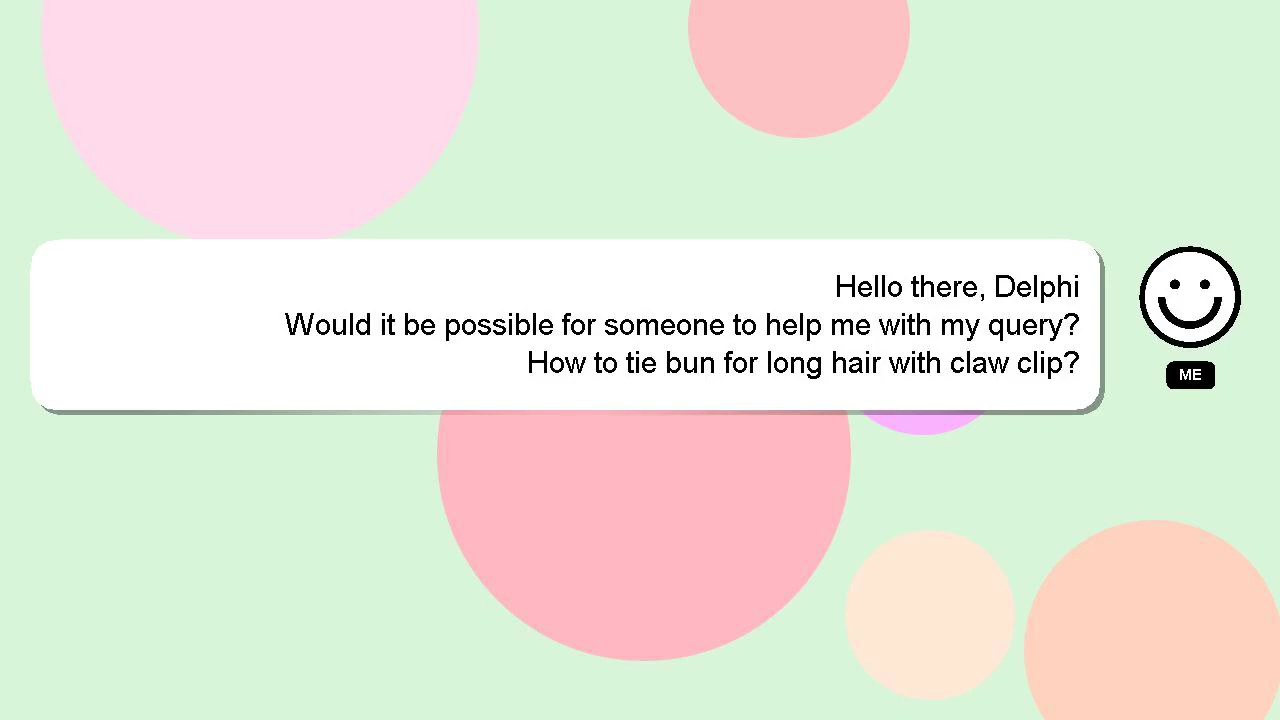 Hello there, Delphi
Would it be possible for someone to help me with my query?
How to tie bun for long hair with claw clip?
ME